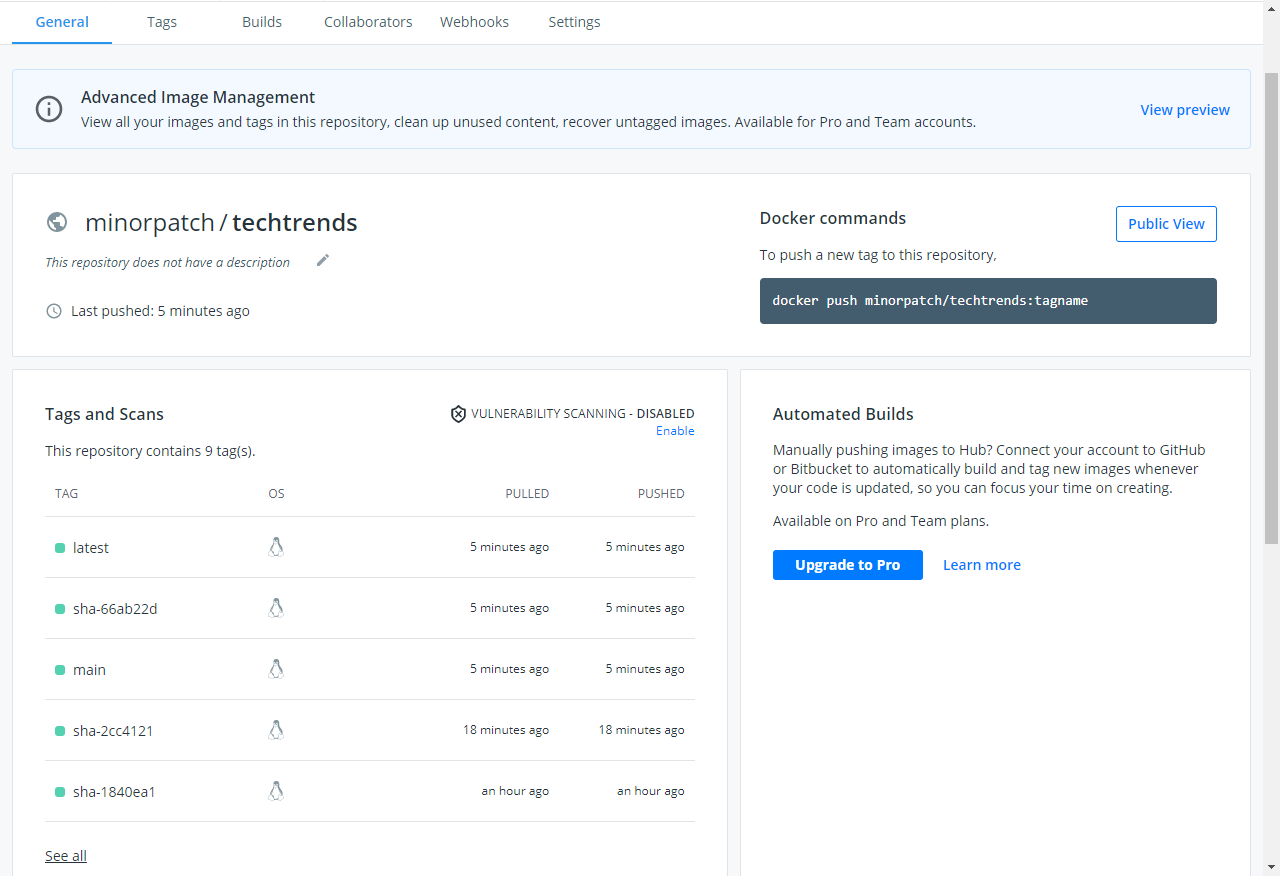 General Tags Builds Collaborators Webhooks Settings
Advanced Image Management
View all your images and tags in this repository, clean up unused content, recover untagged images. Available for Pro and Team accounts.
View preview
minorpatch / techtrends
This repository does not have a description
Last pushed: 5 minutes ago
Docker commands
Public View
To push a new tag to this repository,
docker push minorpatch/techtrends:tagname
Tags and Scans
VULNERABILITY SCANNING - DISABLED
Enable
This repository contains 9 tag(s).
TAG OS PULLED PUSHED
latest 5 minutes ago 5 minutes ago
sha-66ab22d 5 minutes ago 5 minutes ago
main 5 minutes ago 5 minutes ago
sha-2cc4121 18 minutes ago 18 minutes ago
sha-1840ea1 an hour ago an hour ago
See all
Automated Builds
Manually pushing images to Hub? Connect your account to GitHub
or Bitbucket to automatically build and tag new images whenever
your code is updated, so you can focus your time on creating.
Available on Pro and Team plans.
Upgrade to Pro Learn more